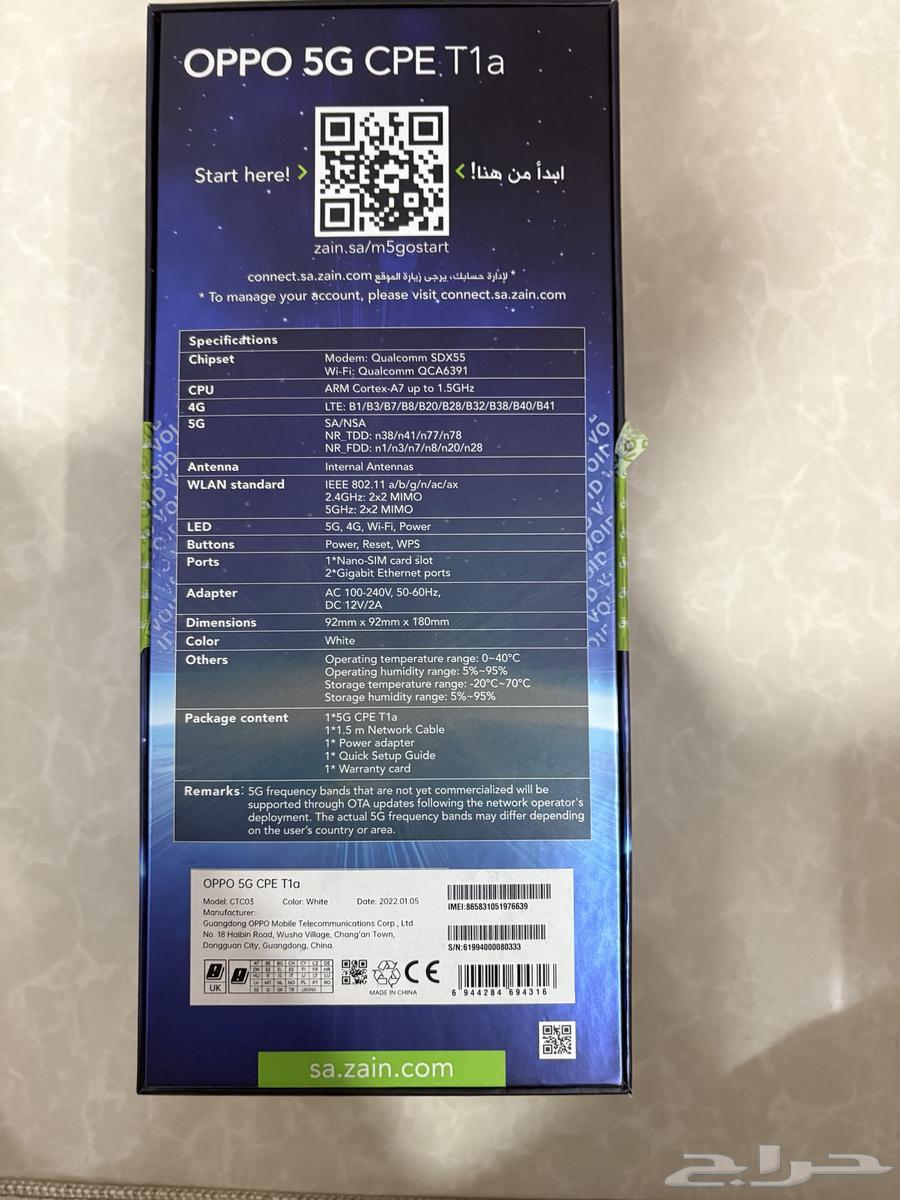 OPPO 5G CPE T1a
Start here! >
< ابدأ من هنا!
zain.sa/m5gostart
* لإدارة حسابك، يرجى زيارة الموقع connect.sa.zain.com
* To manage your account, please visit connect.sa.zain.com
Specifications
Chipset Modem: Qualcomm SDX55
Wi-Fi: Qualcomm QCA6391
CPU ARM Cortex-A7 up to 1.5GHz
4G LTE: B1/B3/B7/B8/B20/B28/B32/B38/B40/B41
5G SA/NSA
NR_TDD: n38/n41/n77/n78
NR_FDD: n1/n3/n7/n8/n20/n28
Antenna Internal Antennas
WLAN standard IEEE 802.11 a/b/g/n/ac/ax
2.4GHz: 2x2 MIMO
5GHz: 2x2 MIMO
LED 5G, 4G, Wi-Fi, Power
Buttons Power, Reset, WPS
Ports 1*Nano-SIM card slot
2*Gigabit Ethernet ports
Adapter AC 100-240V, 50-60Hz,
DC 12V/2A
Dimensions 92mm x 92mm x 180mm
Color White
Others Operating temperature range: 0~40°C
Operating humidity range: 5%~95%
Storage temperature range: -20°C~70°C
Storage humidity range: 5%~95%
Package content 1*5G CPE T1a
1*1.5 m Network Cable
1* Power adapter
1* Quick Setup Guide
1* Warranty card
Remarks: 5G frequency bands that are not yet commercialized will be
supported through OTA updates following the network operator's
deployment. The actual 5G frequency bands may differ depending
on the user's country or area.
OPPO 5G CPE T1a
Model: CTC03 Color: White Date: 2022.01.05
Manufacturer:
Guangdong OPPO Mobile Telecommunications Corp., Ltd.
No. 18 Haibin Road, Wusha Village, Chang'an Town,
Dongguan City, Guangdong, China.
IMEI:865831051976639
S/N:61994000080333
UK
MADE IN CHINA
CE
6 944284 694316
sa.zain.com
حراج